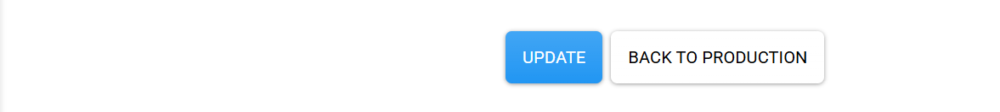 UPDATE BACK TO PRODUCTION